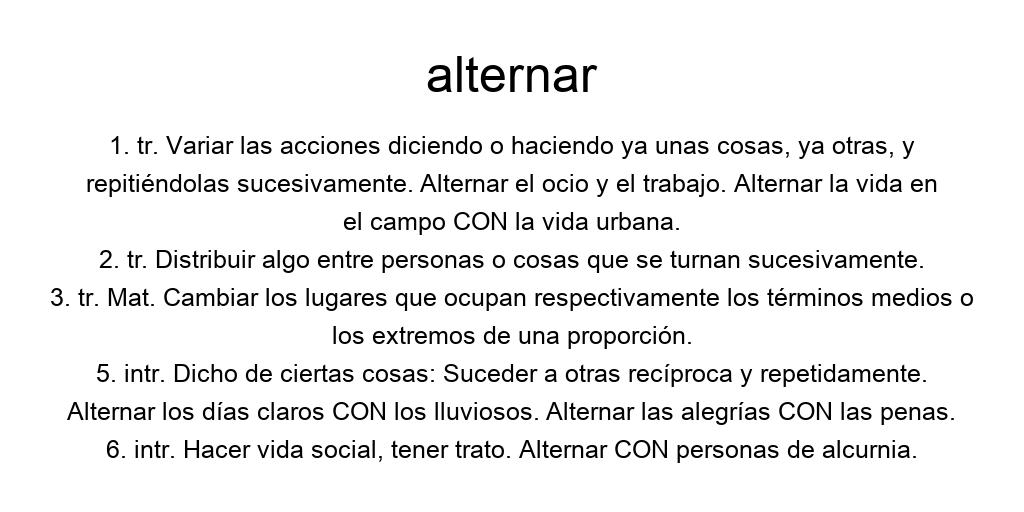 alternar
1. tr. Variar las acciones diciendo o haciendo ya unas cosas, ya otras, y
repitiéndolas sucesivamente. Alternar el ocio y el trabajo. Alternar la vida en
el campo CON la vida urbana.
2. tr. Distribuir algo entre personas o cosas que se turnan sucesivamente.
3. tr. Mat. Cambiar los lugares que ocupan respectivamente los términos medios o
los extremos de una proporción.
5. intr. Dicho de ciertas cosas: Suceder a otras recíproca y repetidamente.
Alternar los días claros CON los lluviosos. Alternar las alegrías CON las penas.
6. intr. Hacer vida social, tener trato. Alternar CON personas de alcurnia.